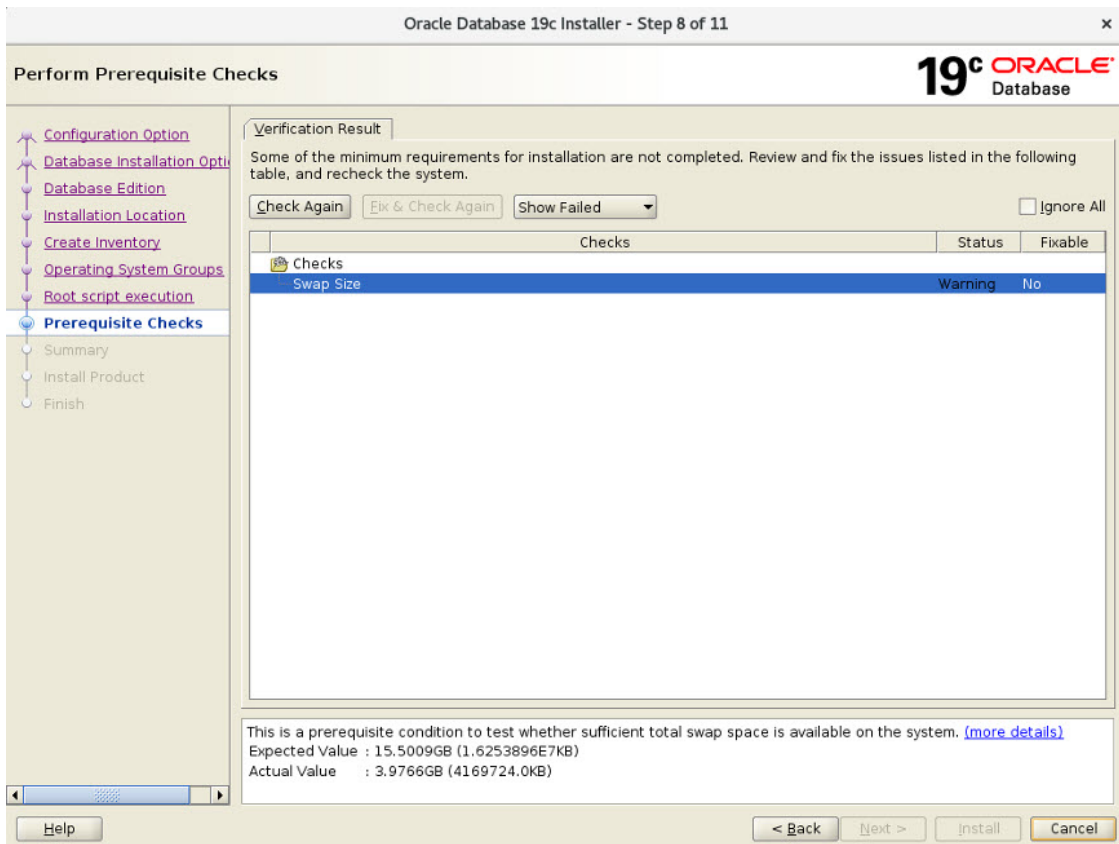 Oracle Database 19c Installer - Step 8 of 11
×
Perform Prerequisite Checks
19c ORACLE
Database
Configuration Option
Database Installation Opti
Database Edition
Installation Location
Create Inventory
Operating System Groups
Root script execution
Prerequisite Checks
Summary
Install Product
Finish
Verification Result
Some of the minimum requirements for installation are not completed. Review and fix the issues listed in the following
table, and recheck the system.
Check Again Fix & Check Again Show Failed Ignore All
Checks Status Fixable
Checks
Swap Size Warning No
This is a prerequisite condition to test whether sufficient total swap space is available on the system. (more details)
Expected Value : 15.5009GB (1.6253896E7KB)
Actual Value : 3.9766GB (4169724.0KB)
Help < Back Next > Install Cancel